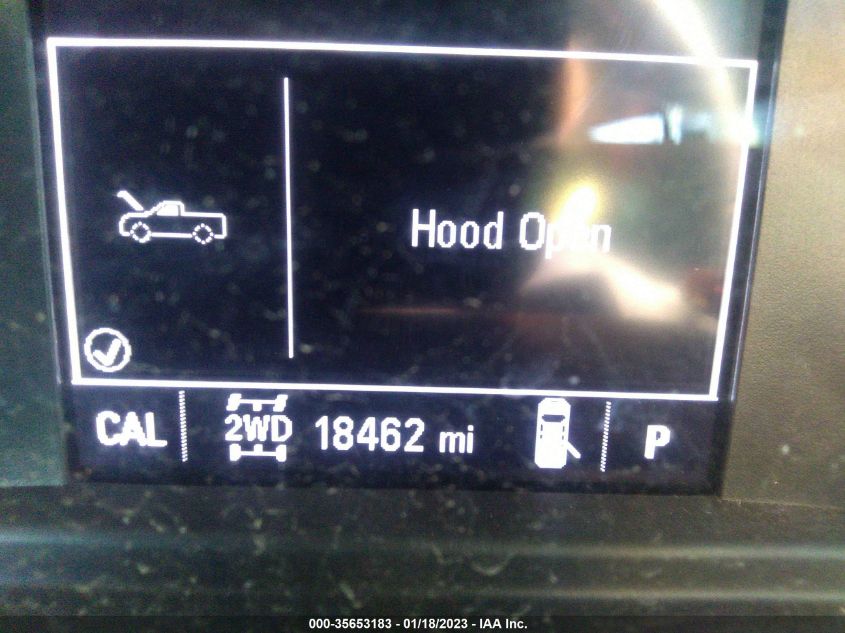 Hood Open
CAL 2WD 18462 mi P
000-35653183 - 01/18/2023 - IAA Inc.